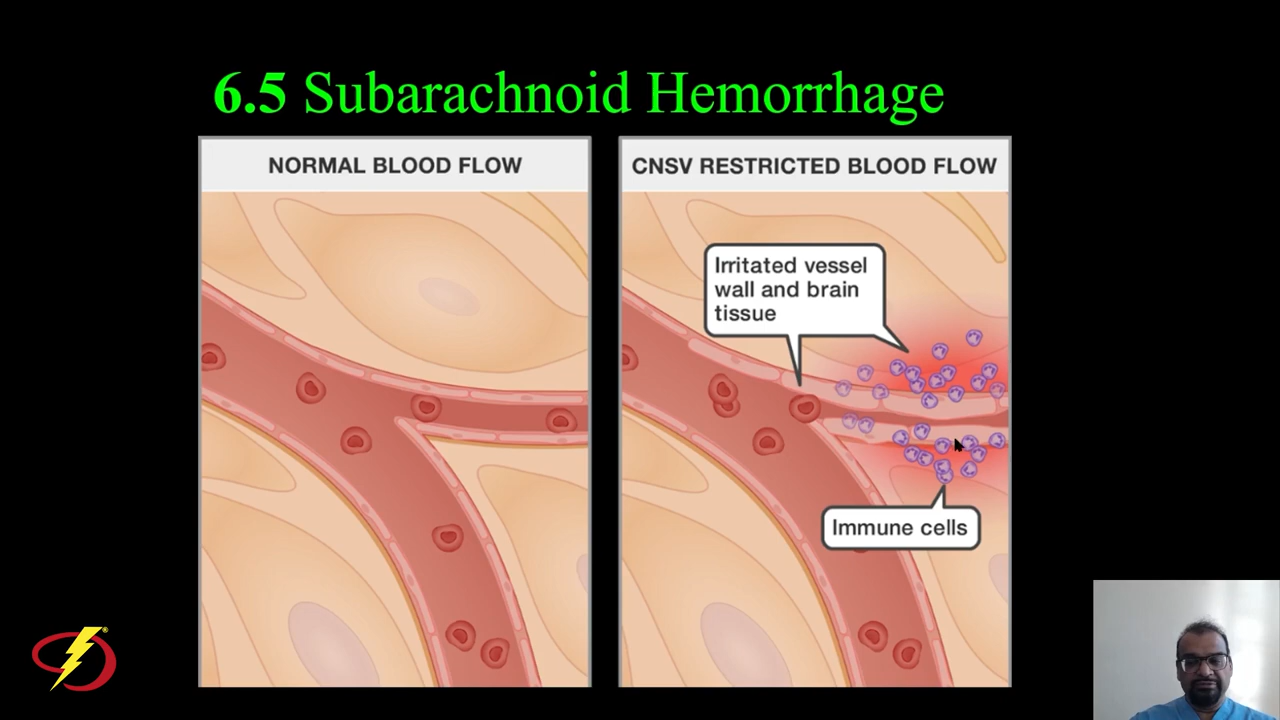 6.5 Subarachnoid Hemorrhage
NORMAL BLOOD FLOW
CNSV RESTRICTED BLOOD FLOW
Irritated vessel
wall and brain
tissue
Immune cells